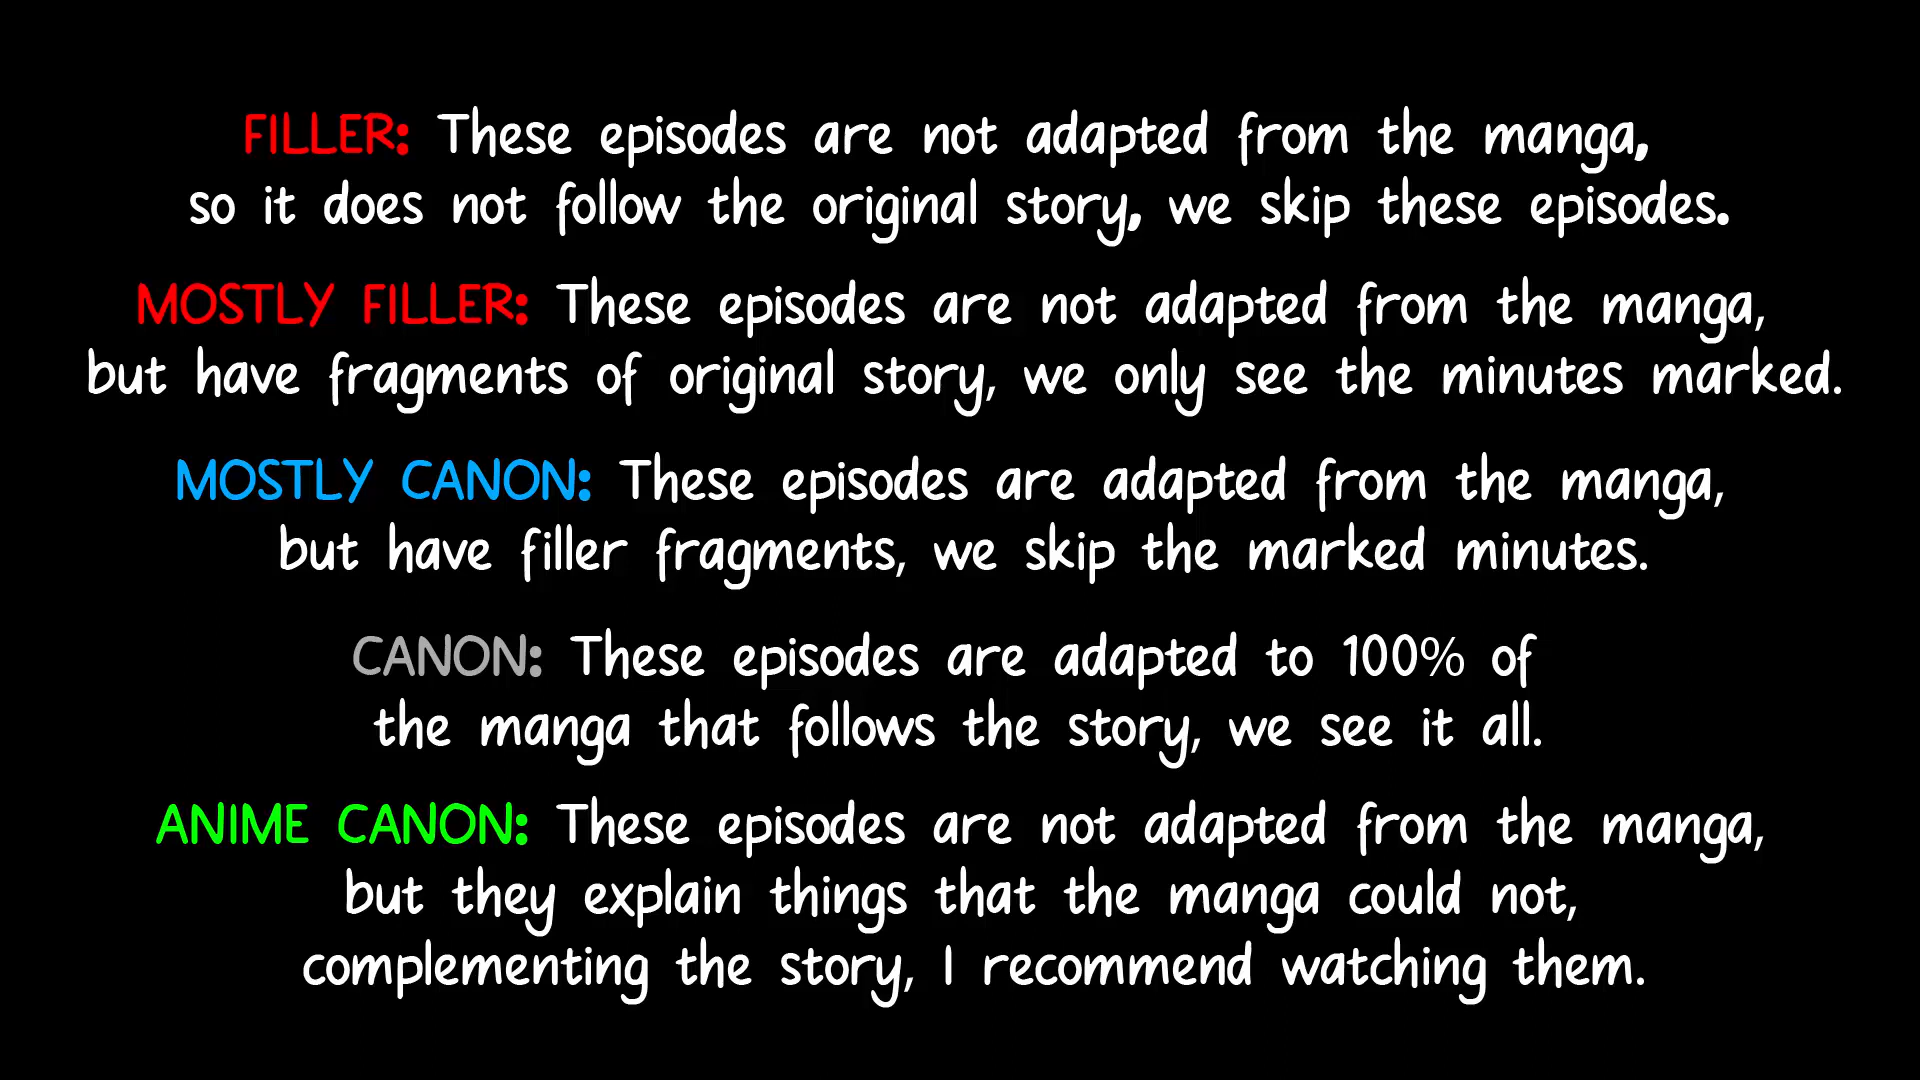 FILLER: These episodes are not adapted from the manga,
so it does not follow the original story, we skip these episodes.
MOSTLY FILLER: These episodes are not adapted from the manga,
but have fragments of original story, we only see the minutes marked.
MOSTLY CANON: These episodes are adapted from the manga,
but have filler fragments, we skip the marked minutes.
CANON: These episodes are adapted to 100% of
the manga that follows the story, we see it all.
ANIME CANON: These episodes are not adapted from the manga,
but they explain things that the manga could not,
complementing the story, I recommend watching them.